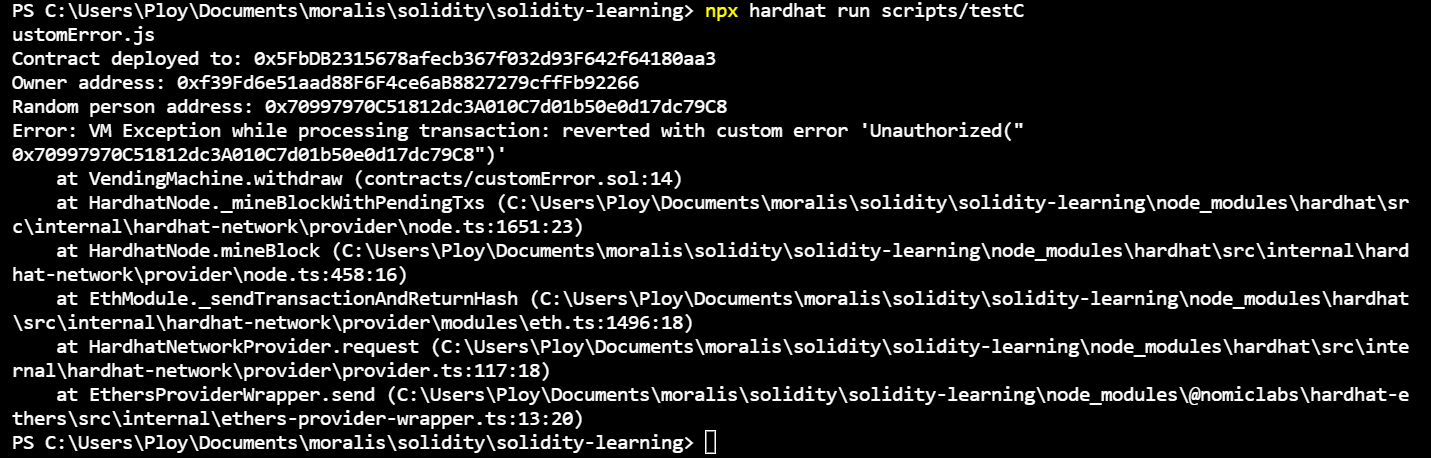 PS C:\Users\Ploy\Documents\moralis\solidity\solidity-learning> npx hardhat run scripts/testC
ustomError.js
Contract deployed to: 0x5FbDB2315678afecb367f032d93F642f64180aa3
Owner address: 0xf39Fd6e51aad88F6F4ce6aB8827279cffFb92266
Random person address: 0x70997970C51812dc3A010C7d01b50e0d17dc79C8
Error: VM Exception while processing transaction: reverted with custom error 'Unauthorized("
0x70997970C51812dc3A010C7d01b50e0d17dc79C8")'
    at VendingMachine.withdraw (contracts/customError.sol:14)
    at HardhatNode._mineBlockWithPendingTxs (C:\Users\Ploy\Documents\moralis\solidity\solidity-learning\node_modules\hardhat\sr
c\internal\hardhat-network\provider\node.ts:1651:23)
    at HardhatNode.mineBlock (C:\Users\Ploy\Documents\moralis\solidity\solidity-learning\node_modules\hardhat\src\internal\hard
hat-network\provider\node.ts:458:16)
    at EthModule._sendTransactionAndReturnHash (C:\Users\Ploy\Documents\moralis\solidity\solidity-learning\node_modules\hardhat
\src\internal\hardhat-network\provider\modules\eth.ts:1496:18)
    at HardhatNetworkProvider.request (C:\Users\Ploy\Documents\moralis\solidity\solidity-learning\node_modules\hardhat\src\inte
rnal\hardhat-network\provider\provider.ts:117:18)
    at EthersProviderWrapper.send (C:\Users\Ploy\Documents\moralis\solidity\solidity-learning\node_modules\@nomiclabs\hardhat-e
thers\src\internal\ethers-provider-wrapper.ts:13:20)
PS C:\Users\Ploy\Documents\moralis\solidity\solidity-learning>